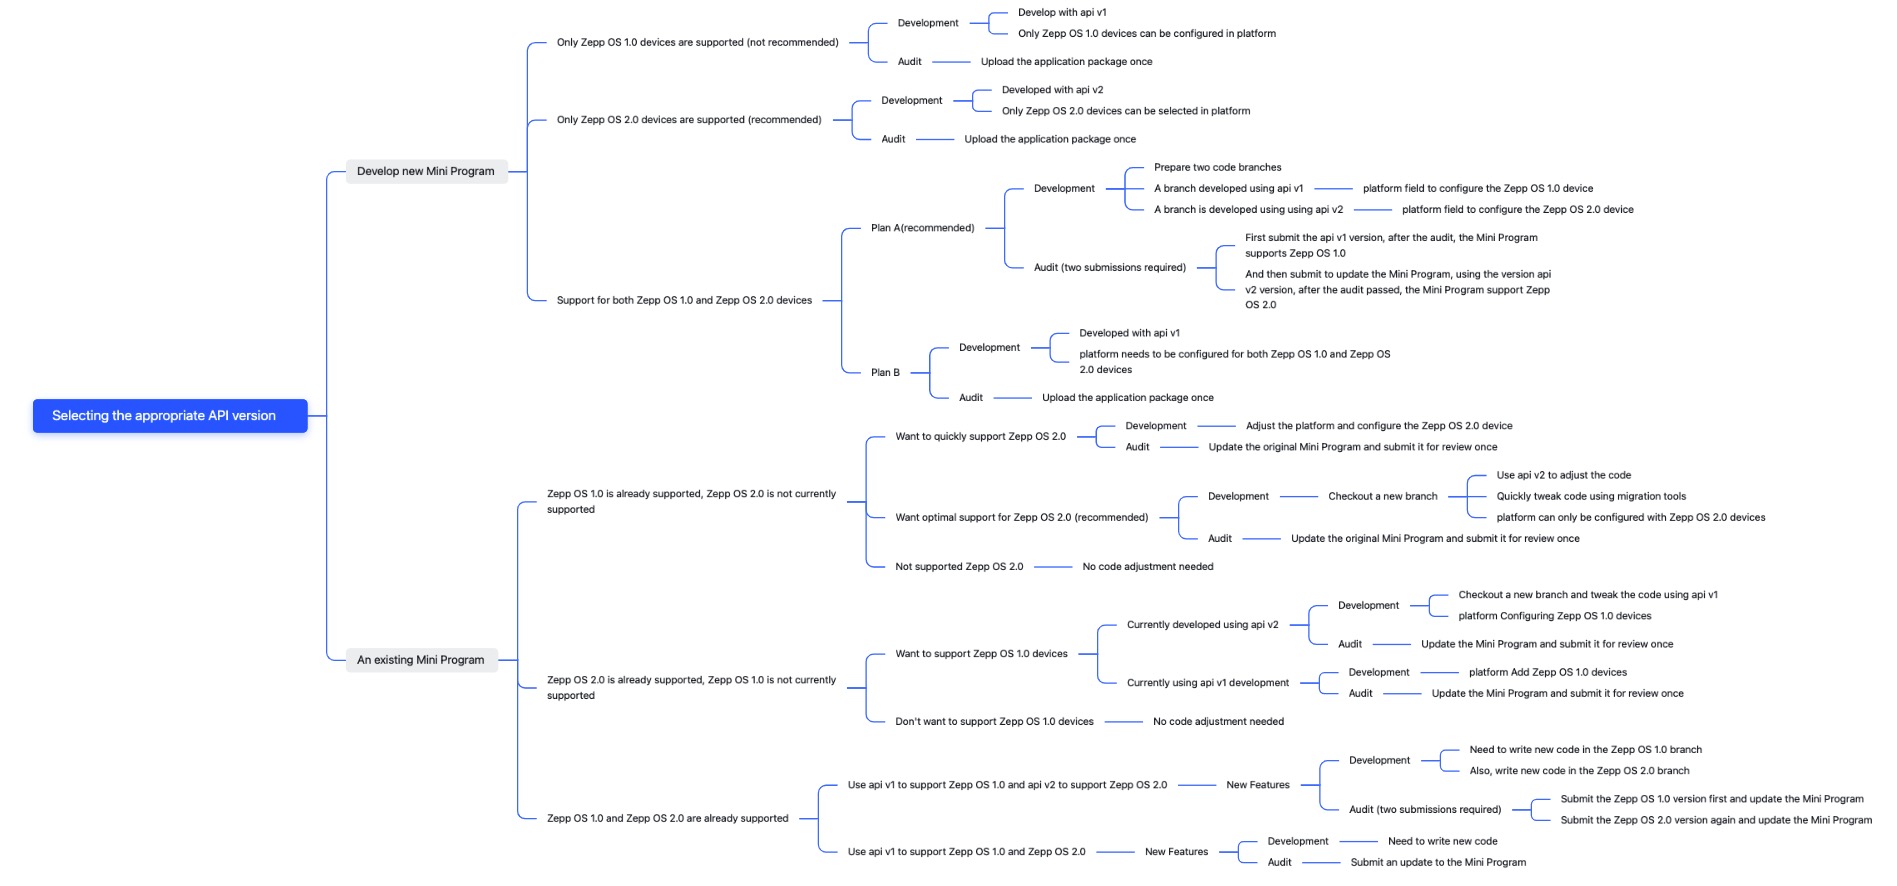 Selecting the appropriate API version
Develop new Mini Program
Only Zepp OS 1.0 devices are supported (not recommended)
Development
Develop with api v1
Only Zepp OS 1.0 devices can be configured in platform
Audit
Upload the application package once
Only Zepp OS 2.0 devices are supported (recommended)
Development
Developed with api v2
Only Zepp OS 2.0 devices can be selected in platform
Audit
Upload the application package once
Support for both Zepp OS 1.0 and Zepp OS 2.0 devices
Plan A(recommended)
Development
Prepare two code branches
A branch developed using api v1
platform field to configure the Zepp OS 1.0 device
A branch is developed using using api v2
platform field to configure the Zepp OS 2.0 device
Audit (two submissions required)
First submit the api v1 version, after the audit, the Mini Program
supports Zepp OS 1.0
And then submit to update the Mini Program, using the version api
v2 version, after the audit passed, the Mini Program support Zepp
OS 2.0
Plan B
Development
Developed with api v1
platform needs to be configured for both Zepp OS 1.0 and Zepp OS
2.0 devices
Audit
Upload the application package once
An existing Mini Program
Zepp OS 1.0 is already supported, Zepp OS 2.0 is not currently
supported
Want to quickly support Zepp OS 2.0
Development
Adjust the platform and configure the Zepp OS 2.0 device
Audit
Update the original Mini Program and submit it for review once
Want optimal support for Zepp OS 2.0 (recommended)
Development
Checkout a new branch
Use api v2 to adjust the code
Quickly tweak code using migration tools
platform can only be configured with Zepp OS 2.0 devices
Audit
Update the original Mini Program and submit it for review once
Not supported Zepp OS 2.0
No code adjustment needed
Zepp OS 2.0 is already supported, Zepp OS 1.0 is not currently
supported
Want to support Zepp OS 1.0 devices
Currently developed using api v2
Development
Checkout a new branch and tweak the code using api v1
platform Configuring Zepp OS 1.0 devices
Audit
Update the Mini Program and submit it for review once
Currently using api v1 development
Development
platform Add Zepp OS 1.0 devices
Audit
Update the Mini Program and submit it for review once
Don't want to support Zepp OS 1.0 devices
No code adjustment needed
Zepp OS 1.0 and Zepp OS 2.0 are already supported
Use api v1 to support Zepp OS 1.0 and api v2 to support Zepp OS 2.0
New Features
Development
Need to write new code in the Zepp OS 1.0 branch
Also, write new code in the Zepp OS 2.0 branch
Audit (two submissions required)
Submit the Zepp OS 1.0 version first and update the Mini Program
Submit the Zepp OS 2.0 version again and update the Mini Program
Use api v1 to support Zepp OS 1.0 and Zepp OS 2.0
New Features
Development
Need to write new code
Audit
Submit an update to the Mini Program